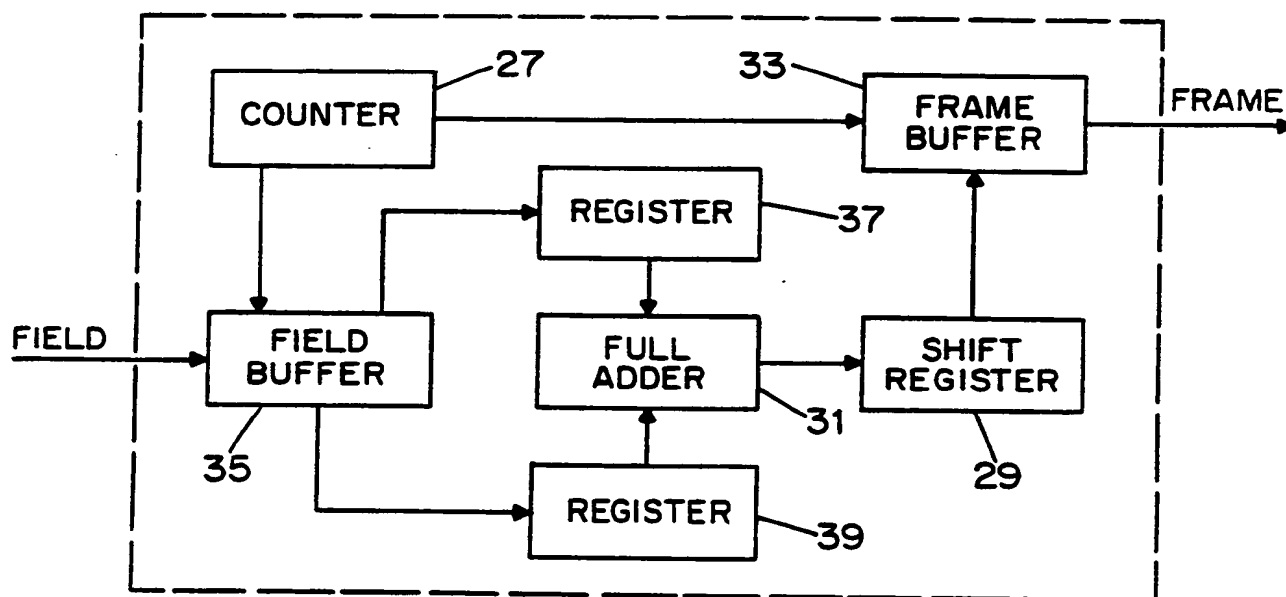 27
33
COUNTER
FRAME
BUFFER
FRAME
REGISTER
37
FIELD
FIELD
BUFFER
FULL
ADDER
SHIFT
REGISTER
35
31
29
REGISTER
39